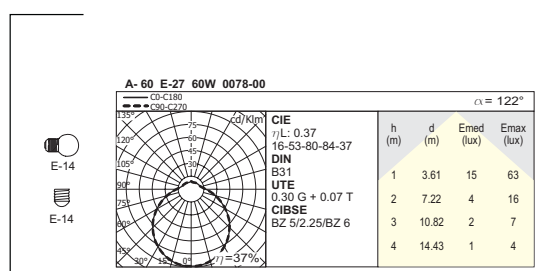 A- 60 E-27 60W 0078-00
C0-C180
C90-C270
α= 122°
135°
cd/Klm
120°
105°
90°
75°
60°
45°
30°
15°
0°
75
60
45
30
η=37%
CIE
ηL: 0.37
16-53-80-84-37
DIN
B31
UTE
0.30 G + 0.07 T
CIBSE
BZ 5/2.25/BZ 6
h d Emed Emax
(m) (m) (lux) (lux)
1 3.61 15 63
2 7.22 4 16
3 10.82 2 7
4 14.43 1 4
E-14
E-14